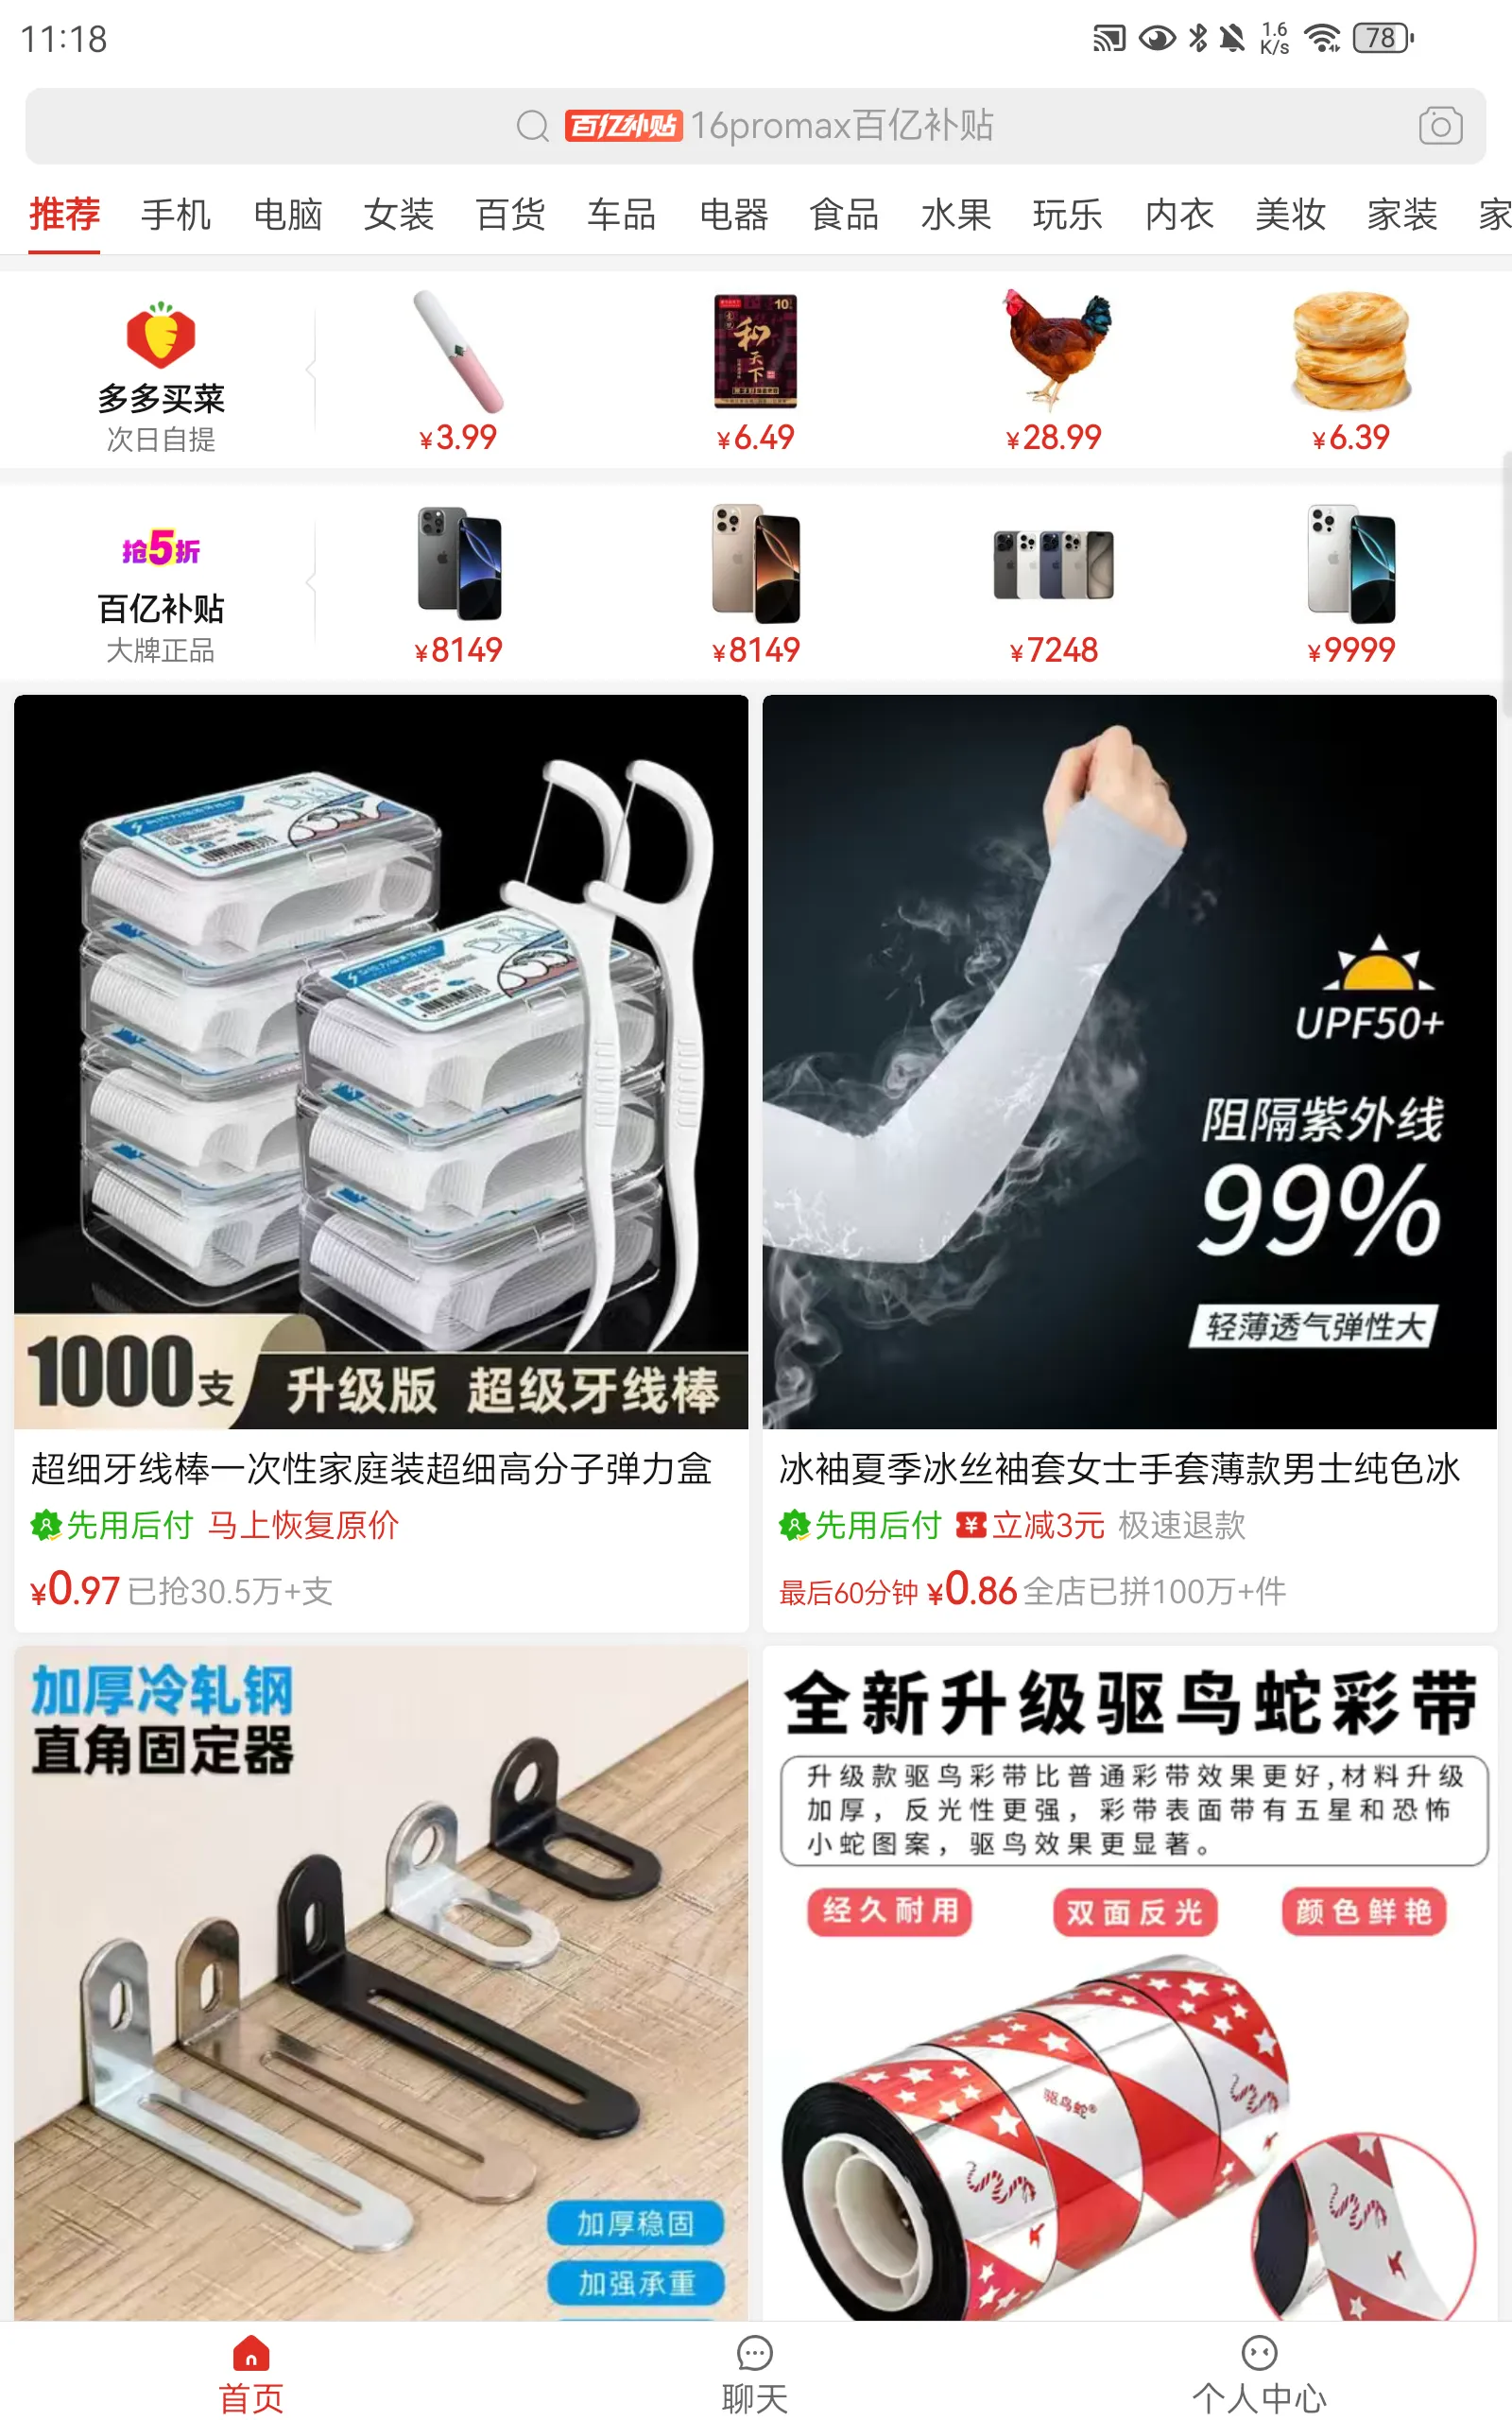 11:18
1.6
K/s
78
百亿补贴 16promax百亿补贴
推荐 手机 电脑 女装 百货 车品 电器 食品 水果 玩乐 内衣 美妆 家装 家
多多买菜
次日自提
¥3.99
10
和天下
¥6.49
¥28.99
¥6.39
抢5折
百亿补贴
大牌正品
¥8149
¥8149
¥7248
¥9999
1000支
升级版 超级牙线棒
超细牙线棒一次性家庭装超细高分子弹力盒
先用后付 马上恢复原价
¥0.97 已抢30.5万+支
UPF50+
阻隔紫外线
99%
轻薄透气弹性大
冰袖夏季冰丝袖套女士手套薄款男士纯色冰
先用后付 ¥立减3元 极速退款
最后60分钟 ¥0.86 全店已拼100万+件
加厚冷轧钢
直角固定器
加厚稳固
加强承重
全新升级驱鸟蛇彩带
升级款驱鸟彩带比普通彩带效果更好,材料升级
加厚，反光性更强，彩带表面带有五星和恐怖
小蛇图案，驱鸟效果更显著。
经久耐用 双面反光 颜色鲜艳
驱鸟蛇®
首页 聊天 个人中心